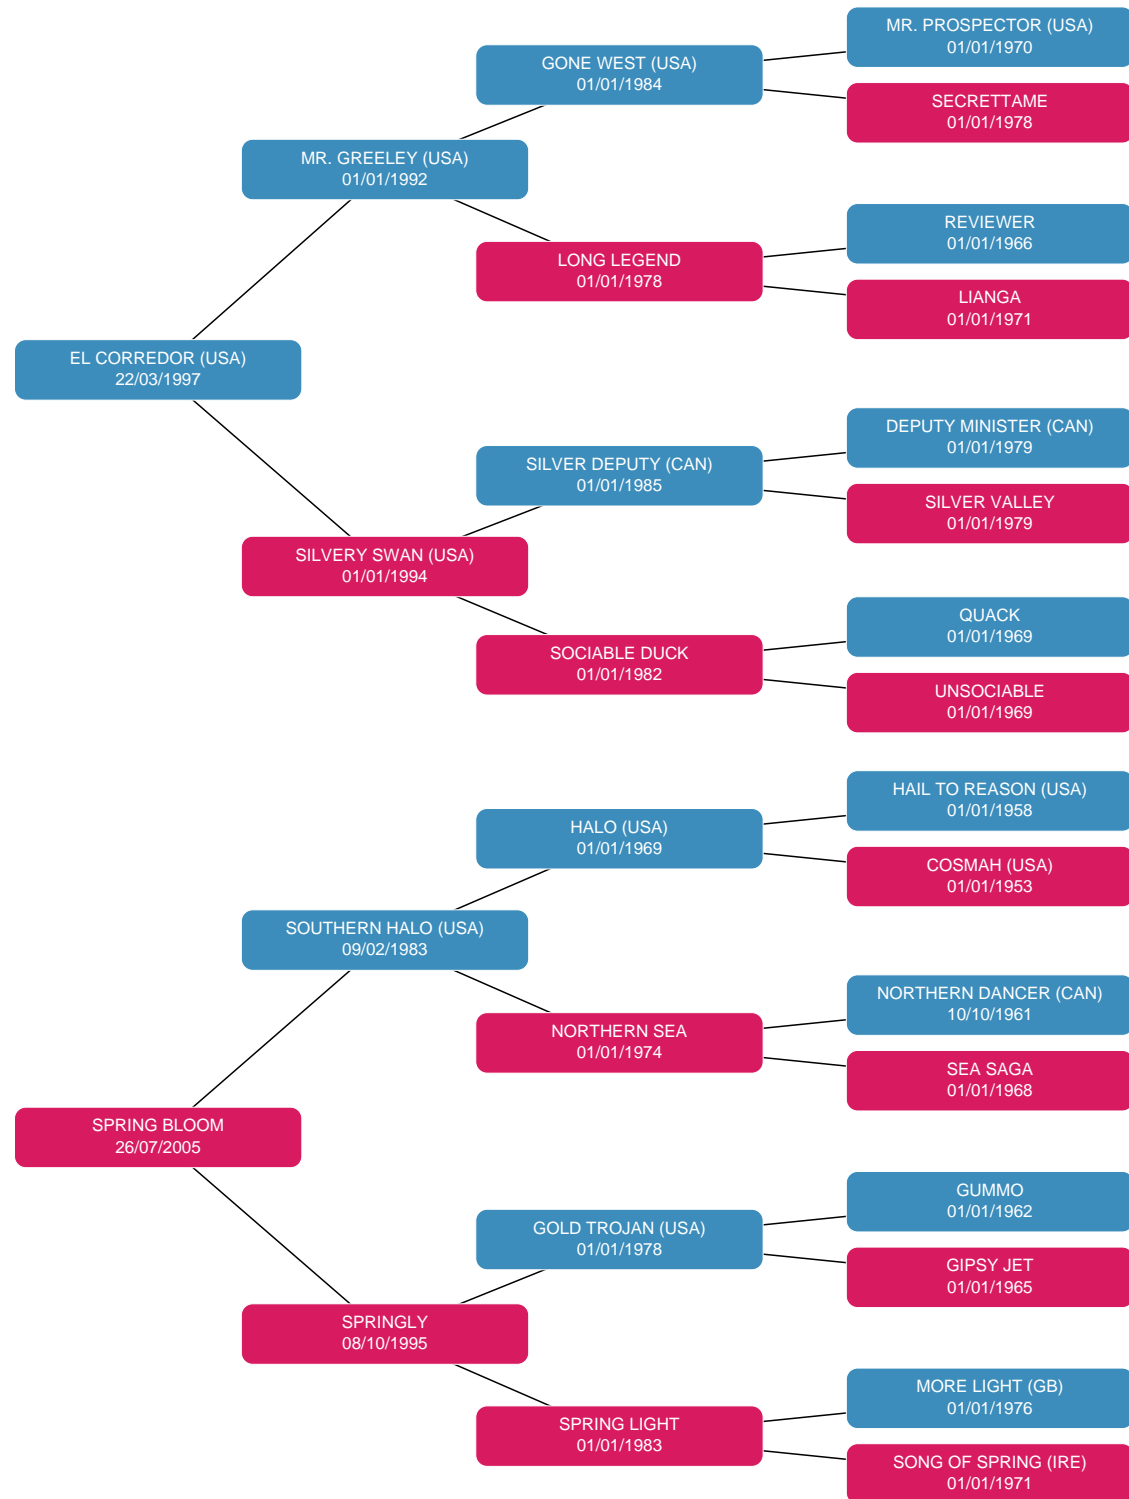 MR. PROSPECTOR (USA)
01/01/1970
GONE WEST (USA)
01/01/1984
SECRETTAME
01/01/1978
MR. GREELEY (USA)
01/01/1992
REVIEWER
01/01/1966
LONG LEGEND
01/01/1978
LIANGA
01/01/1971
EL CORREDOR (USA)
22/03/1997
DEPUTY MINISTER (CAN)
01/01/1979
SILVER DEPUTY (CAN)
01/01/1985
SILVER VALLEY
01/01/1979
SILVERY SWAN (USA)
01/01/1994
QUACK
01/01/1969
SOCIABLE DUCK
01/01/1982
UNSOCIABLE
01/01/1969
HAIL TO REASON (USA)
01/01/1958
HALO (USA)
01/01/1969
COSMAH (USA)
01/01/1953
SOUTHERN HALO (USA)
09/02/1983
NORTHERN DANCER (CAN)
10/10/1961
NORTHERN SEA
01/01/1974
SEA SAGA
01/01/1968
SPRING BLOOM
26/07/2005
GUMMO
01/01/1962
GOLD TROJAN (USA)
01/01/1978
GIPSY JET
01/01/1965
SPRINGLY
08/10/1995
MORE LIGHT (GB)
01/01/1976
SPRING LIGHT
01/01/1983
SONG OF SPRING (IRE)
01/01/1971